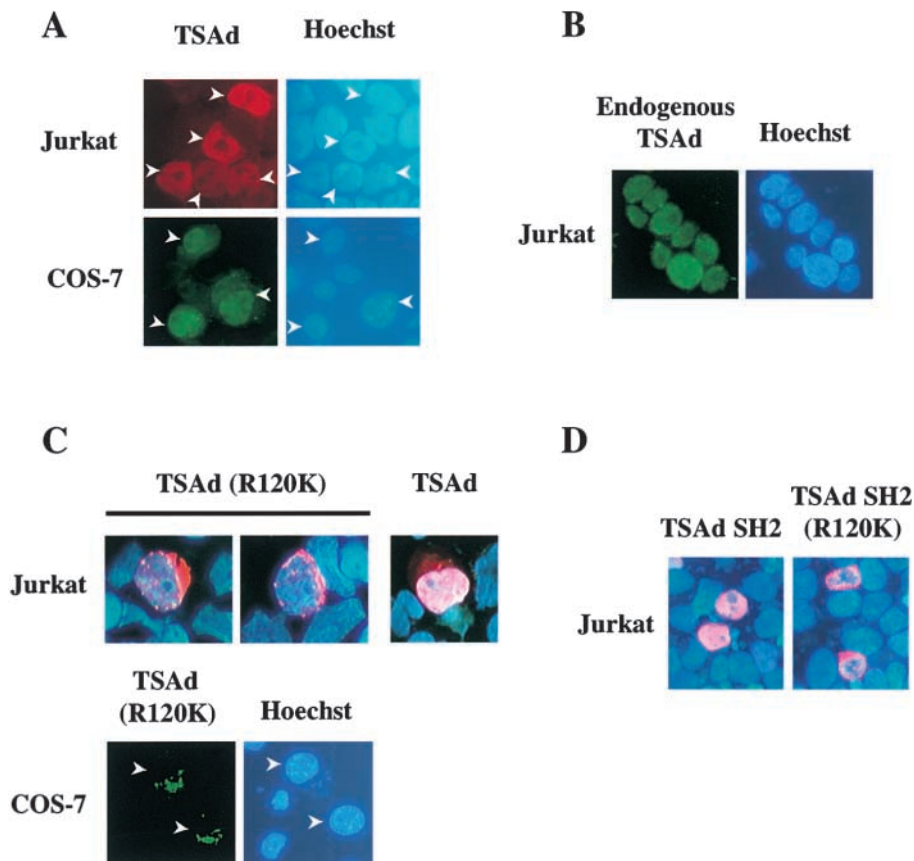 A
TSAd
Hoechst
Jurkat
COS-7
B
Endogenous
TSAd
Hoechst
Jurkat
C
TSAd (R120K)
TSAd
Jurkat
TSAd
(R120K)
Hoechst
COS-7
D
TSAd SH2
TSAd SH2
(R120K)
Jurkat